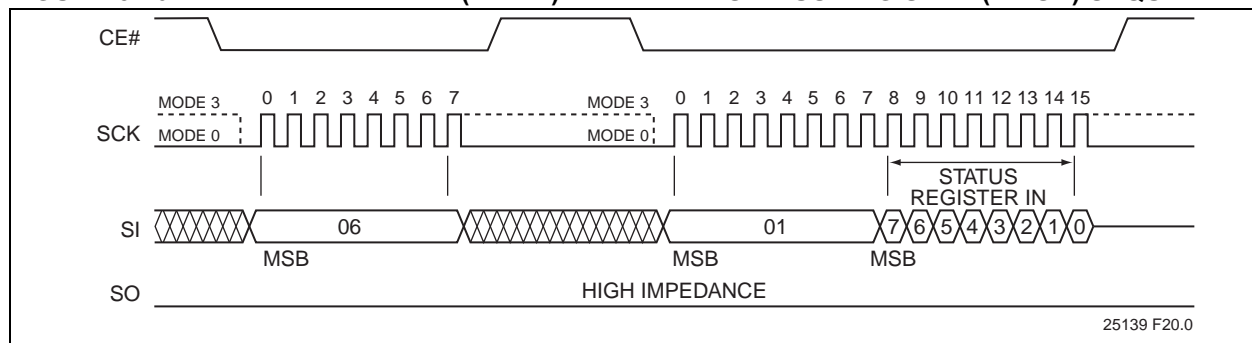 CE#
MODE 3 0 1 2 3 4 5 6 7 MODE 3 0 1 2 3 4 5 6 7 8 9 10 11 12 13 14 15
SCK MODE 0 MODE 0
STATUS
REGISTER IN
SI 06 01 7 6 5 4 3 2 1 0
MSB MSB MSB
SO HIGH IMPEDANCE
25139 F20.0